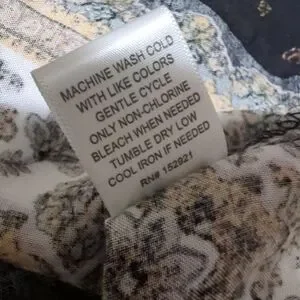 MACHINE WASH COLD
WITH LIKE COLORS
GENTLE CYCLE
ONLY NON-CHLORINE
BLEACH WHEN NEEDED
TUMBLE DRY LOW
COOL IRON IF NEEDED
RN# 152921